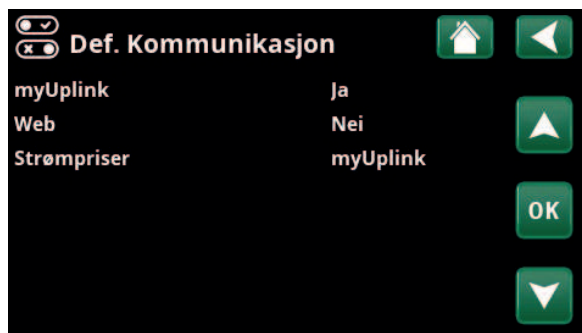 Def. Kommunikasjon
myUplink Ja
Web Nei
Strømpriser myUplink
OK